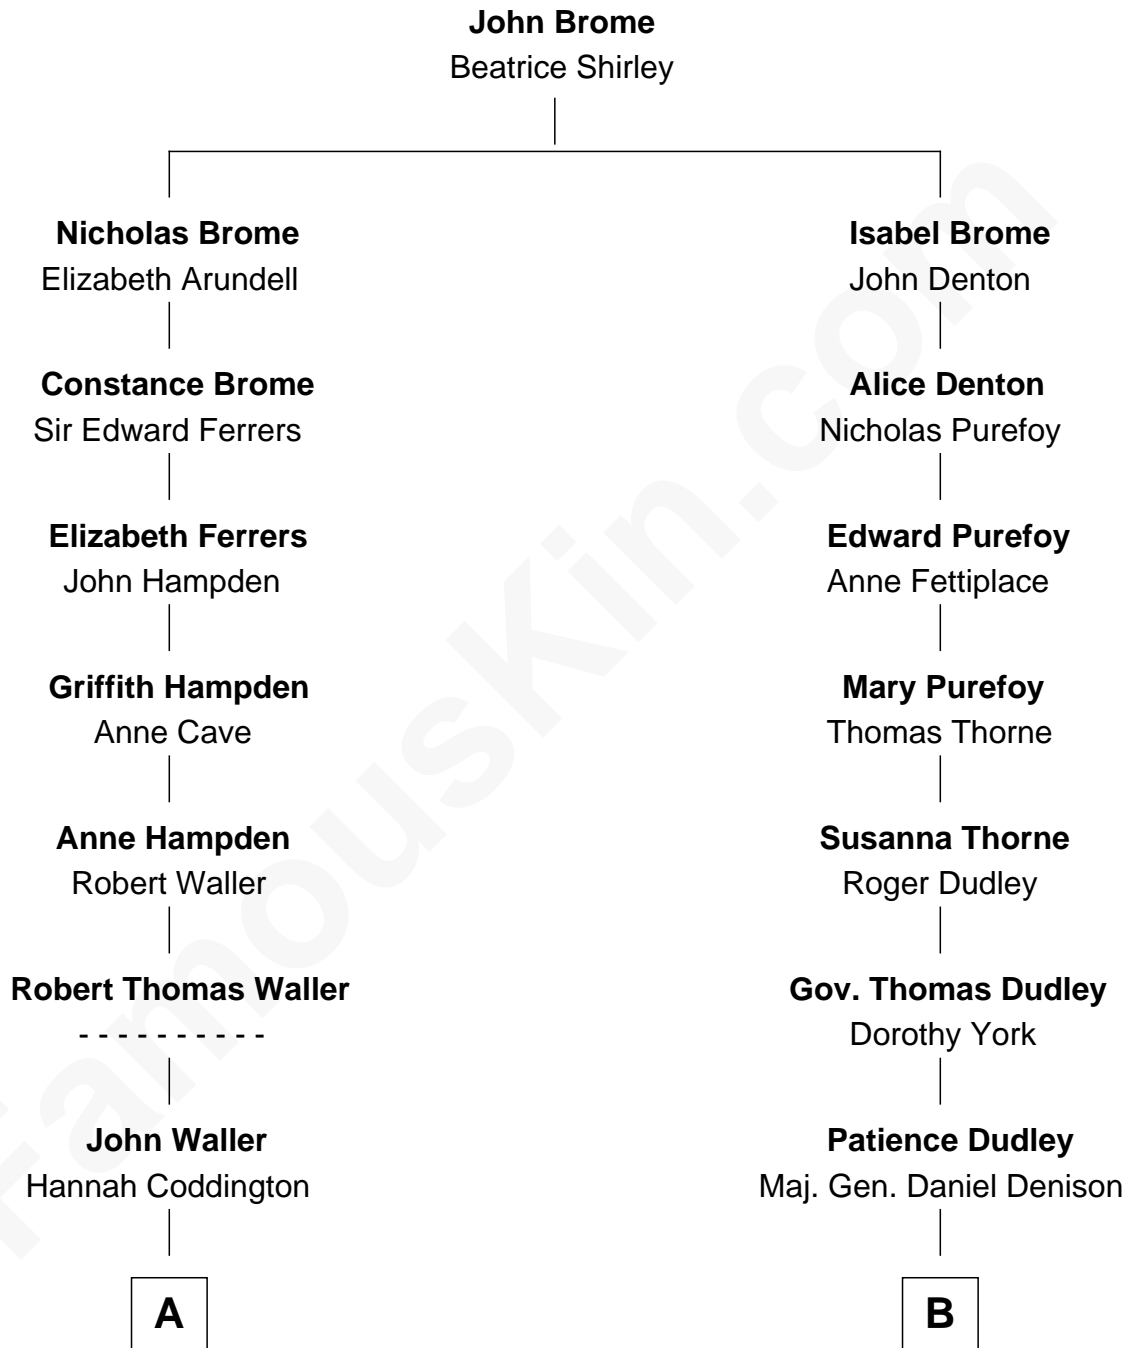 John Brome
Beatrice Shirley
Nicholas Brome
Elizabeth Arundell
Isabel Brome
John Denton
Constance Brome
Sir Edward Ferrers
Alice Denton
Nicholas Purefoy
Elizabeth Ferrers
John Hampden
Edward Purefoy
Anne Fettiplace
Griffith Hampden
Anne Cave
Mary Purefoy
Thomas Thorne
Anne Hampden
Robert Waller
Susanna Thorne
Roger Dudley
Robert Thomas Waller
- - - - - - - - - -
Gov. Thomas Dudley
Dorothy York
John Waller
Hannah Coddington
Patience Dudley
Maj. Gen. Daniel Denison
A
B
FamousKin.com